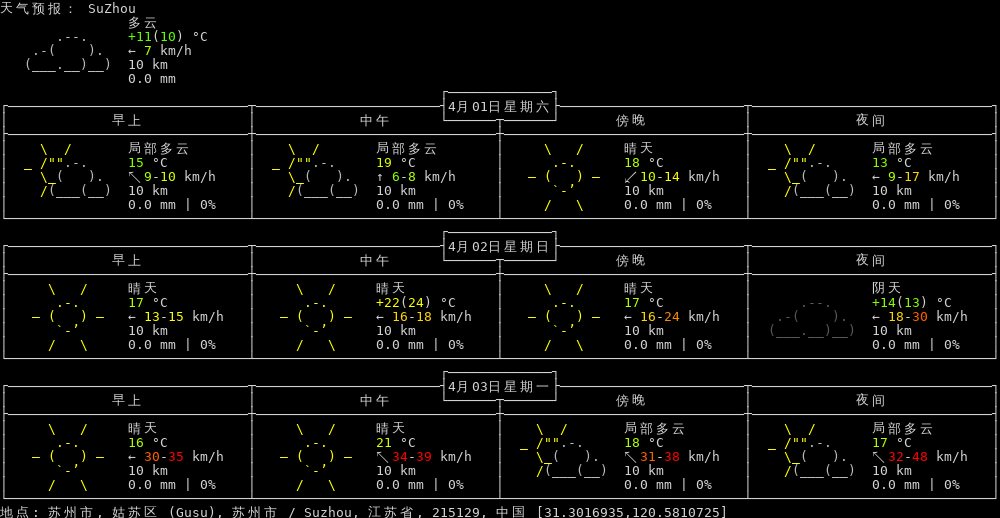 天气预报: SuZhou
多云
+11(10) °C
← 7 km/h
10 km
0.0 mm
4月01日星期六
早上 中午 傍晚 夜间
局部多云 局部多云 晴天 局部多云
15 °C 19 °C 18 °C 13 °C
↖ 9-10 km/h ↑ 6-8 km/h ↙ 10-14 km/h ← 9-17 km/h
10 km 10 km 10 km 10 km
0.0 mm | 0% 0.0 mm | 0% 0.0 mm | 0% 0.0 mm | 0%
4月02日星期日
早上 中午 傍晚 夜间
晴天 晴天 晴天 阴天
17 °C +22(24) °C 17 °C +14(13) °C
← 13-15 km/h ← 16-18 km/h ← 16-24 km/h ← 18-30 km/h
10 km 10 km 10 km 10 km
0.0 mm | 0% 0.0 mm | 0% 0.0 mm | 0% 0.0 mm | 0%
4月03日星期一
早上 中午 傍晚 夜间
晴天 晴天 局部多云 局部多云
16 °C 21 °C 18 °C 17 °C
← 30-35 km/h ↖ 34-39 km/h ↖ 31-38 km/h ↖ 32-48 km/h
10 km 10 km 10 km 10 km
0.0 mm | 0% 0.0 mm | 0% 0.0 mm | 0% 0.0 mm | 0%
地点: 苏州市, 姑苏区 (Gusu), 苏州市 / Suzhou, 江苏省, 215129, 中国 [31.3016935,120.5810725]